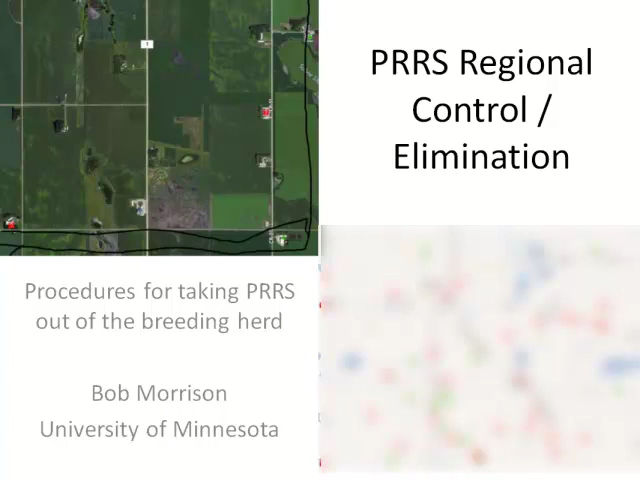 PRRS Regional
Control /
Elimination
Procedures for taking PRRS
out of the breeding herd
Bob Morrison
University of Minnesota